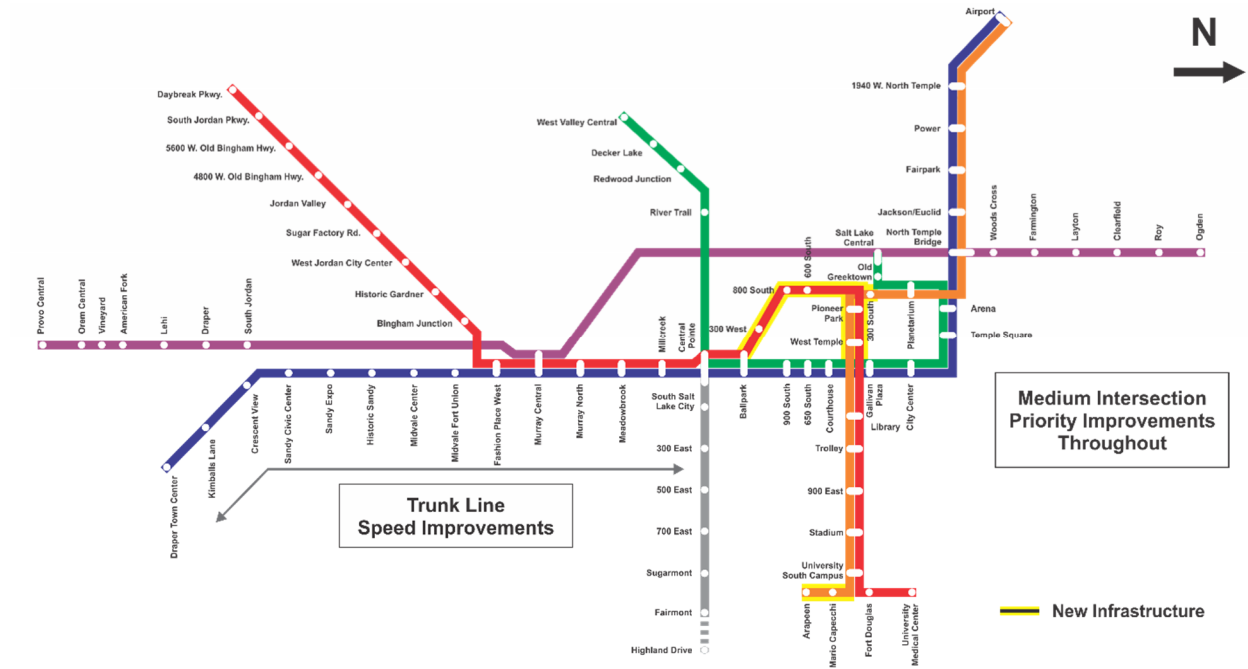 Airport
N
1940 W. North Temple
Power
Fairpark
Jackson/Euclid
North Temple
Bridge
Woods Cross
Farmington
Layton
Clearfield
Roy
Ogden
Daybreak Pkwy.
South Jordan Pkwy.
5600 W. Old Bingham Hwy.
4800 W. Old Bingham Hwy.
Jordan Valley
Sugar Factory Rd.
West Jordan City Center
Historic Gardner
Bingham Junction
West Valley Central
Decker Lake
Redwood Junction
River Trail
Salt Lake
Central
Old
Greektown
600 South
800 South
300 West
Pioneer
Park
West Temple
300 South
Planetarium
Arena
Temple Square
Provo Central
Orem Central
Vineyard
American Fork
Lehi
Draper
South Jordan
Millcreek
Central
Pointe
Draper Town Center
Kimballs Lane
Crescent View
Sandy Civic Center
Sandy Expo
Historic Sandy
Midvale Center
Midvale Fort Union
Fashion Place West
Murray Central
Murray North
Meadowbrook
South Salt
Lake City
Ballpark
900 South
650 South
Courthouse
Gallivan
Plaza
Library
City Center
300 East
500 East
700 East
Sugarmont
Fairmont
Highland Drive
Trolley
900 East
Stadium
University
South Campus
Arapeen
Mario Capecchi
Fort Douglas
University
Medical Center
Trunk Line
Speed Improvements
Medium Intersection
Priority Improvements
Throughout
New Infrastructure